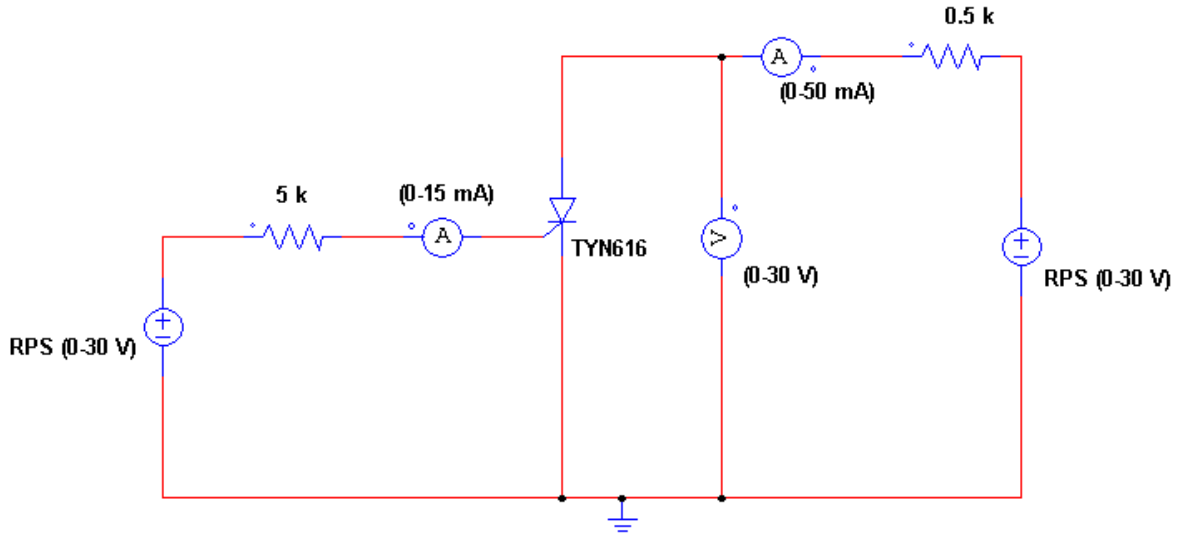 0.5 k
A
(0-50 mA)
5 k
(0-15 mA)
A
TYN616
V
(0-30 V)
RPS (0-30 V)
RPS (0-30 V)